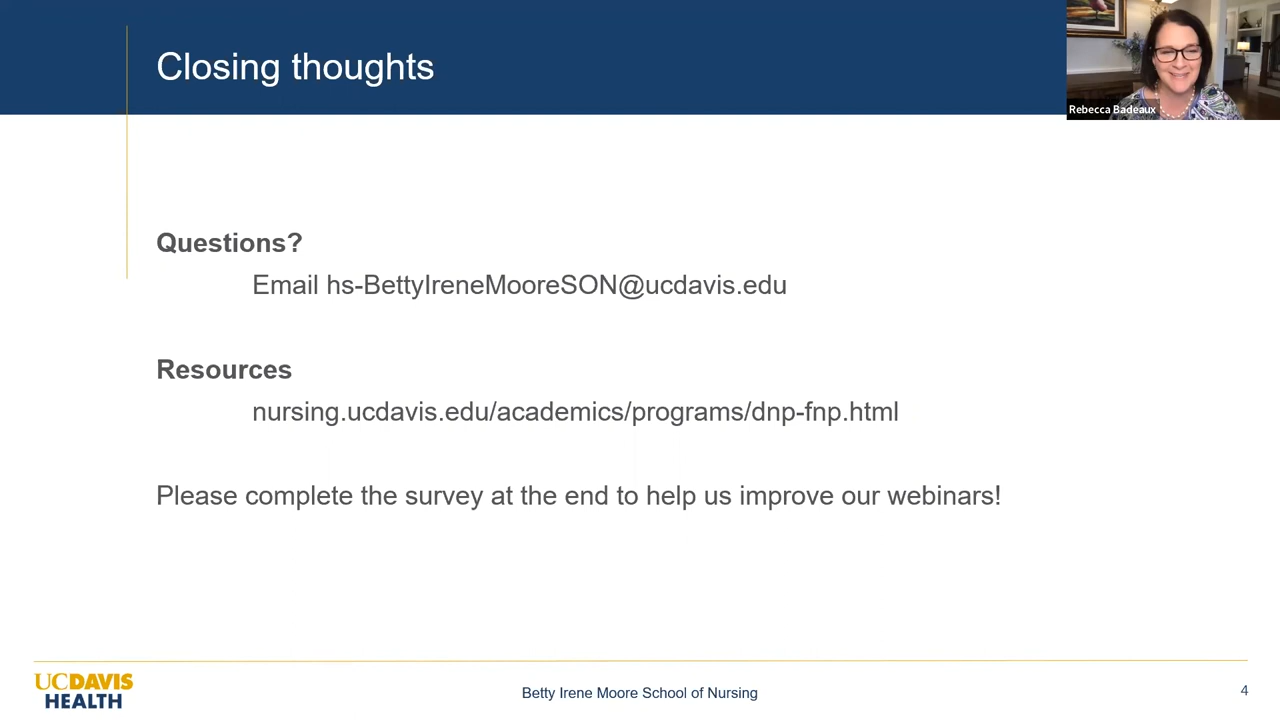 Closing thoughts
Rebecca Badeaux
Questions?
Email hs-BettyIreneMooreSON@ucdavis.edu
Resources
nursing.ucdavis.edu/academics/programs/dnp-fnp.html
Please complete the survey at the end to help us improve our webinars!
UCDAVIS
HEALTH
Betty Irene Moore School of Nursing
4